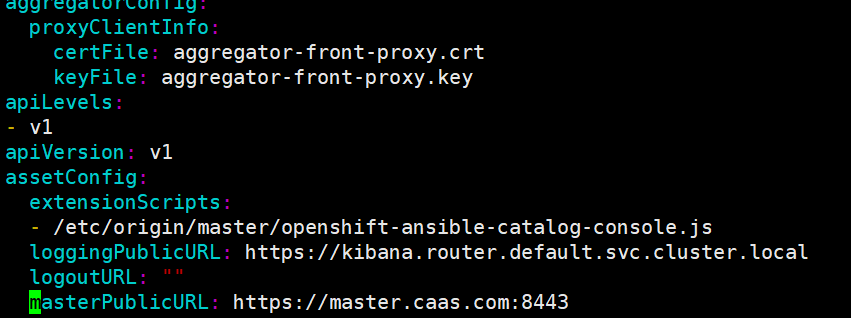 aggregatorConfig:
  proxyClientInfo:
    certFile: aggregator-front-proxy.crt
    keyFile: aggregator-front-proxy.key
apiLevels:
- v1
apiVersion: v1
assetConfig:
  extensionScripts:
  - /etc/origin/master/openshift-ansible-catalog-console.js
  loggingPublicURL: https://kibana.router.default.svc.cluster.local
  logoutURL: ""
  masterPublicURL: https://master.caas.com:8443